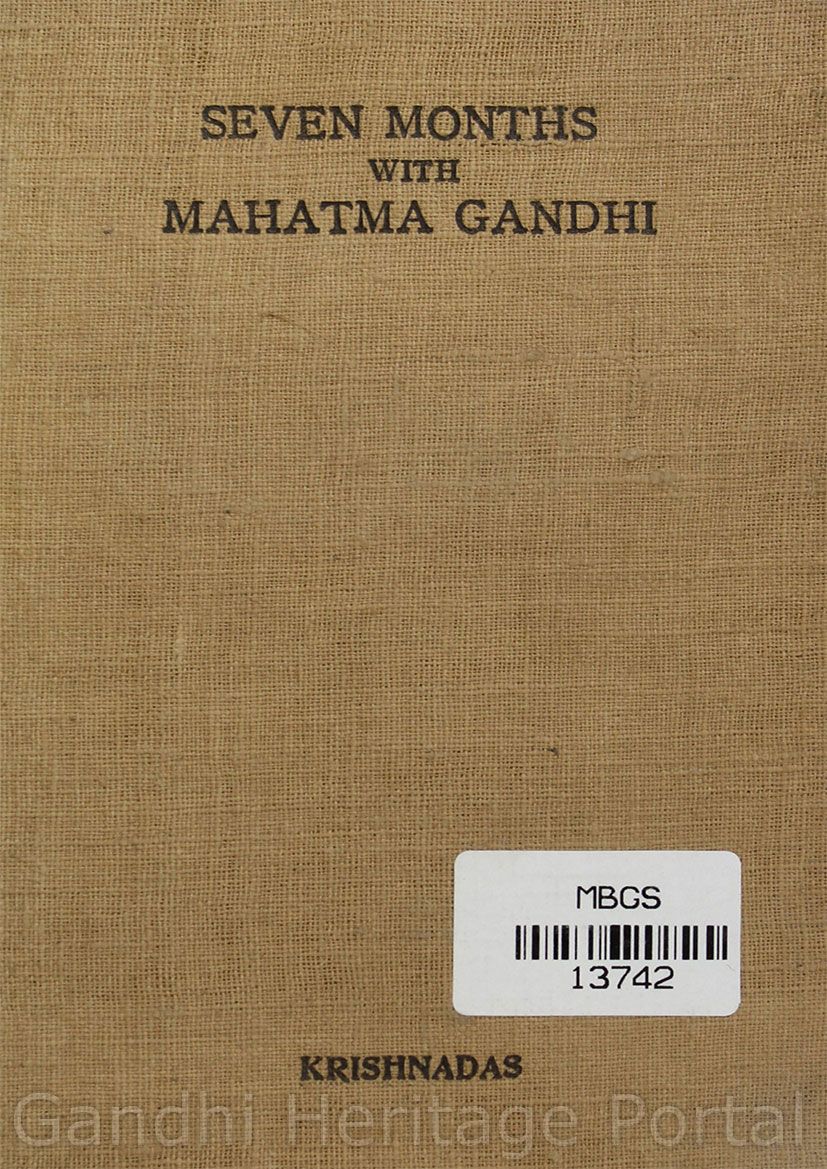 SEVEN MONTHS
WITH
MAHATMA GANDHI
MBGS
13742
KRISHNADAS
Gandhi Heritage Portal